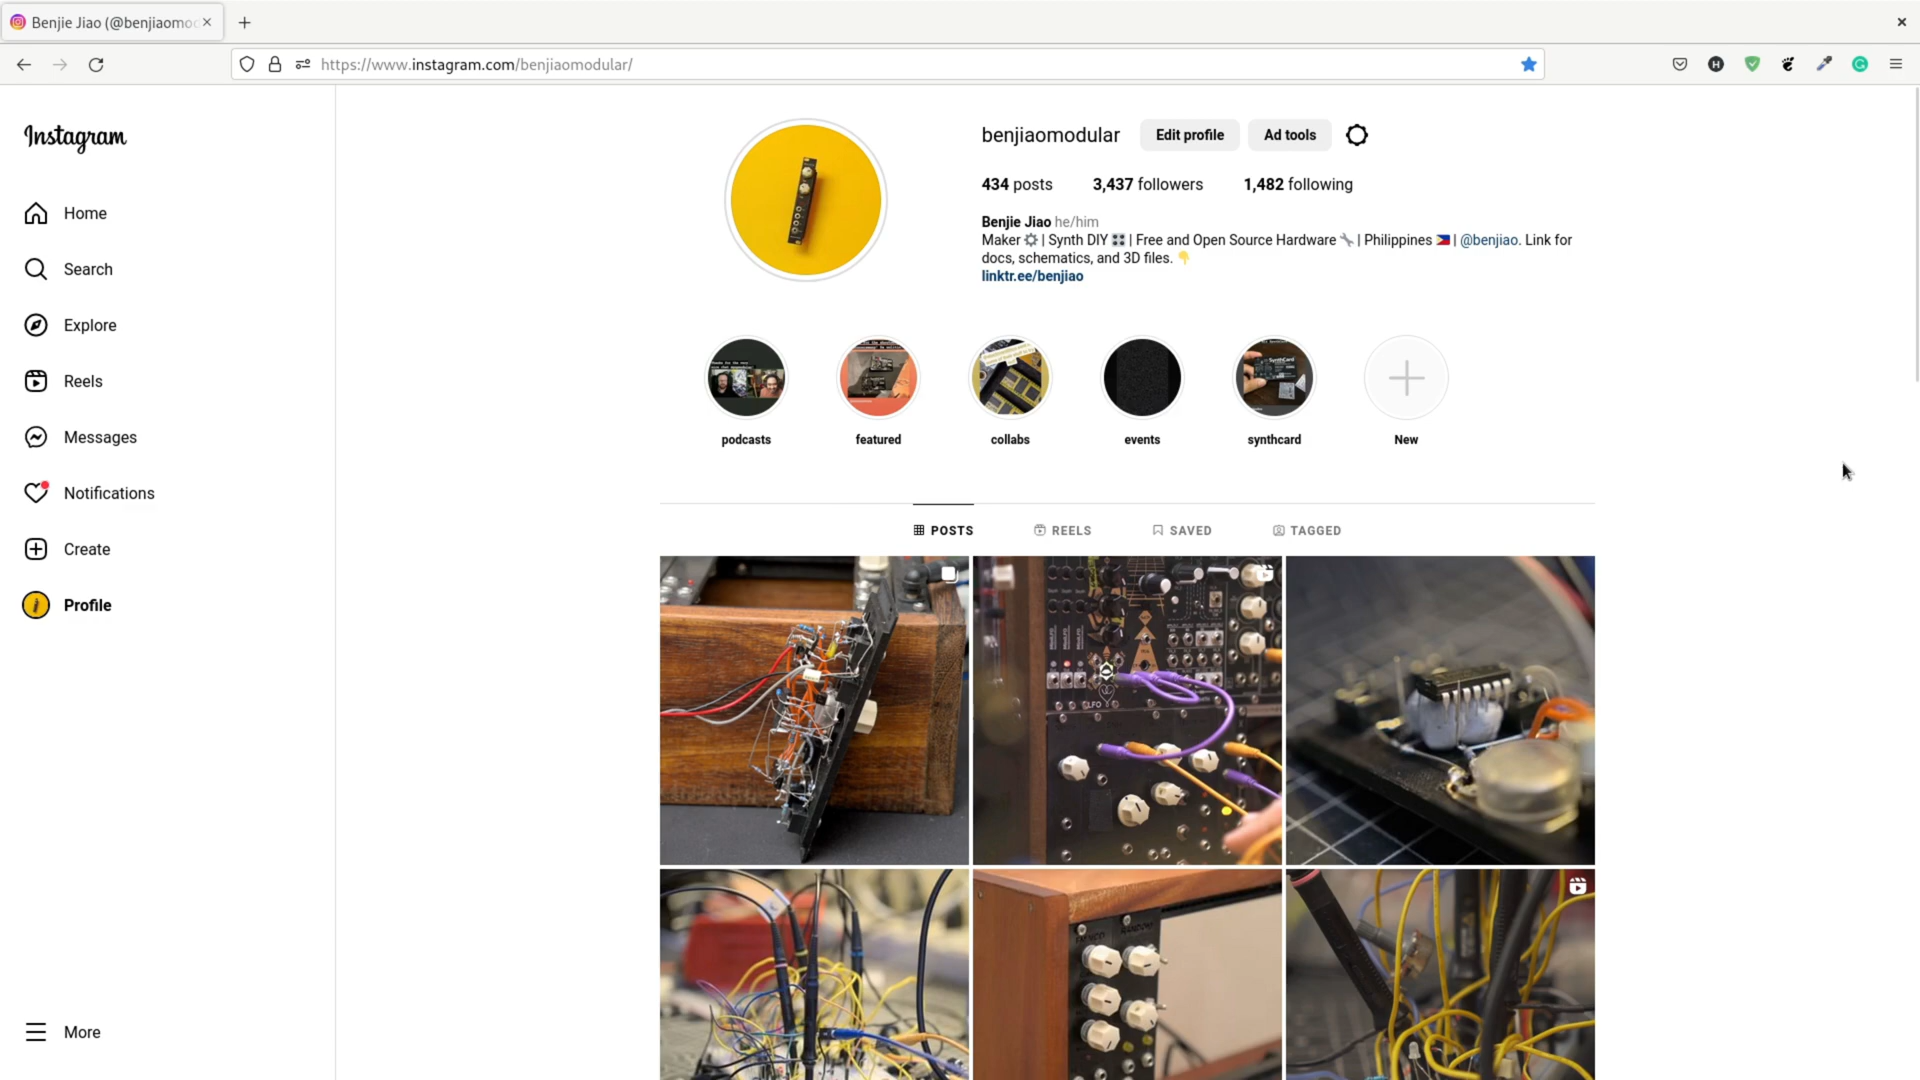 Benjie Jiao (@benjiaomod
https://www.instagram.com/benjiaomodular/
Instagram
Home
Search
Explore
Reels
Messages
Notifications
Create
Profile
More
benjiaomodular Edit profile Ad tools
434 posts 3,437 followers 1,482 following
Benjie Jiao he/him
Maker ⚙️ | Synth DIY 🎛️ | Free and Open Source Hardware 🔧 | Philippines 🇵🇭 | @benjiao. Link for
docs, schematics, and 3D files. 👇
linktr.ee/benjiao
podcasts featured collabs events synthcard New
POSTS REELS SAVED TAGGED
SynthCard
LFO